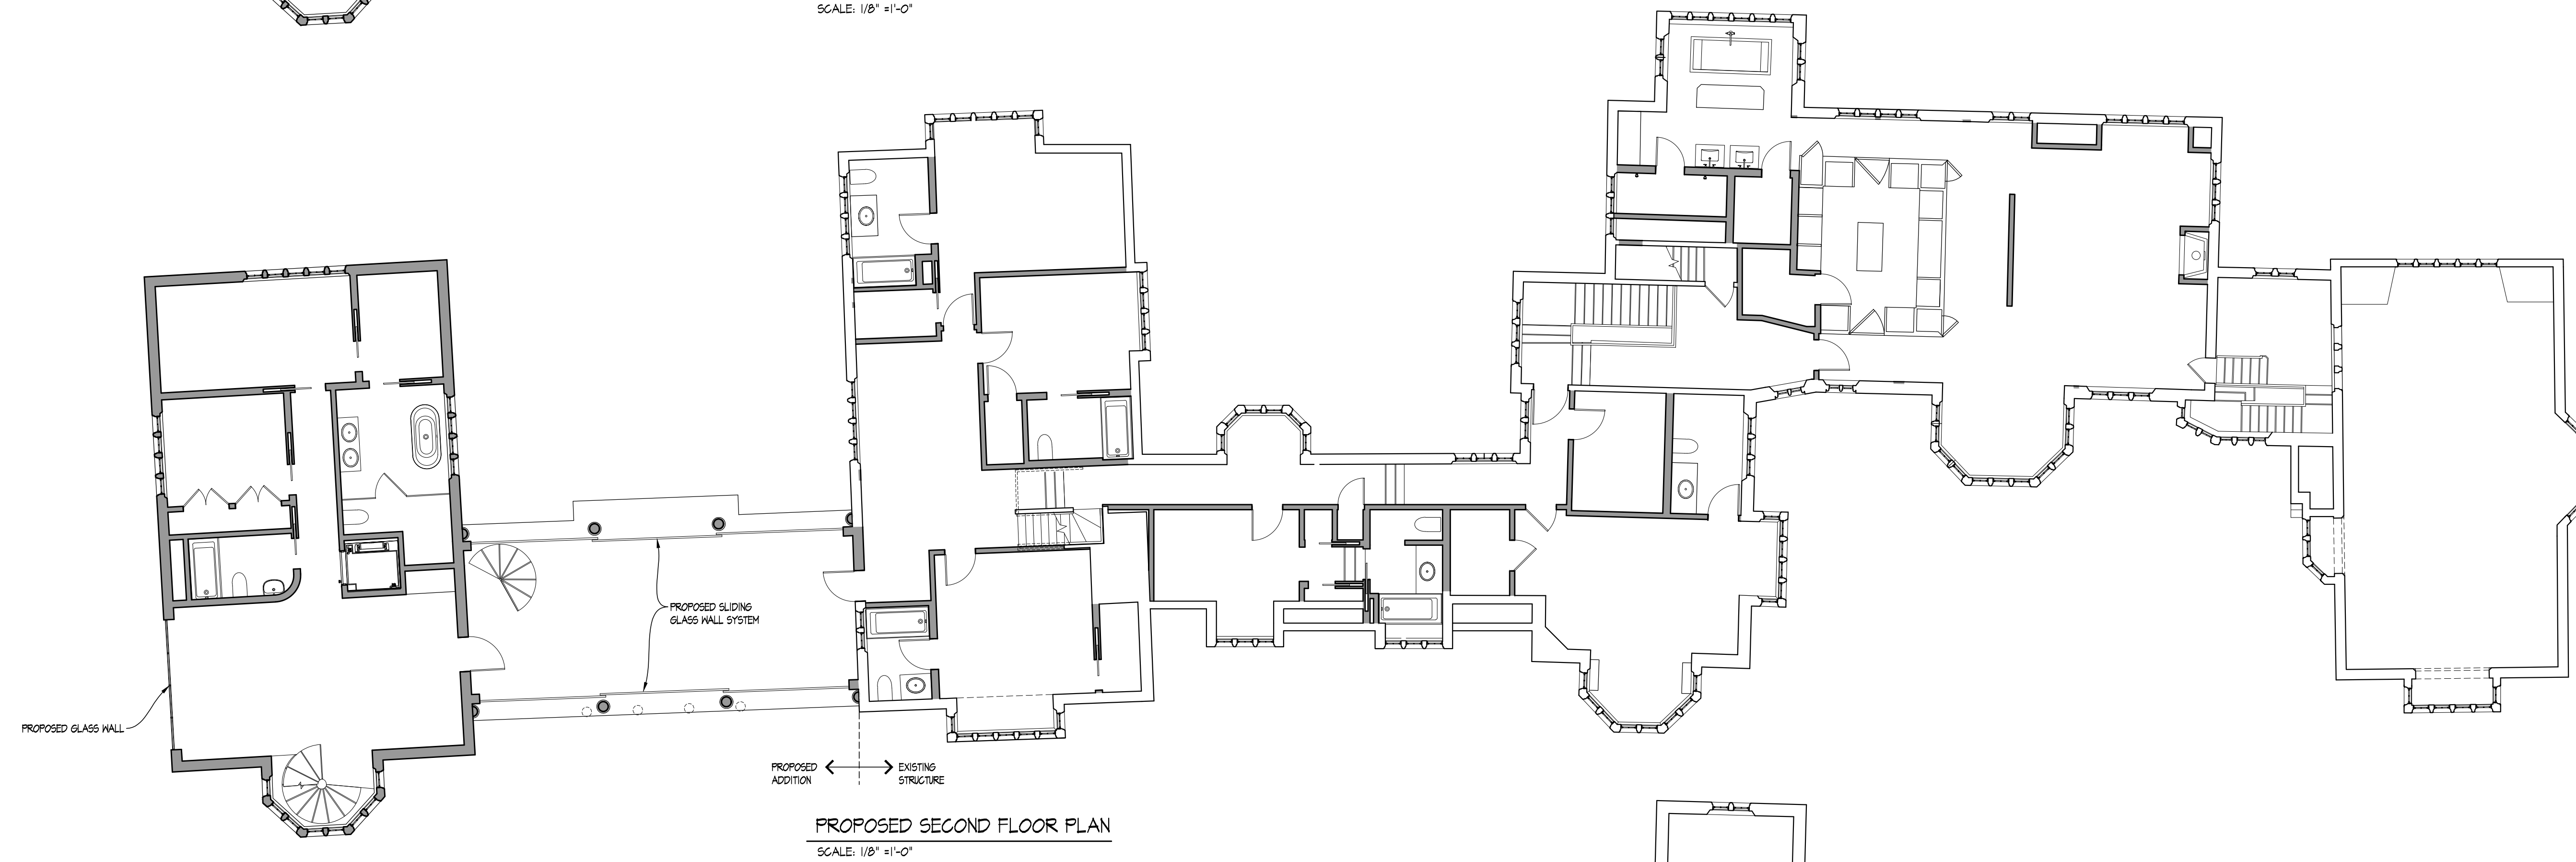 SCALE: 1/8" =1'-0"
PROPOSED SLIDING
GLASS WALL SYSTEM
PROPOSED GLASS WALL
PROPOSED
ADDITION
EXISTING
STRUCTURE
PROPOSED SECOND FLOOR PLAN
SCALE: 1/8" =1'-0"